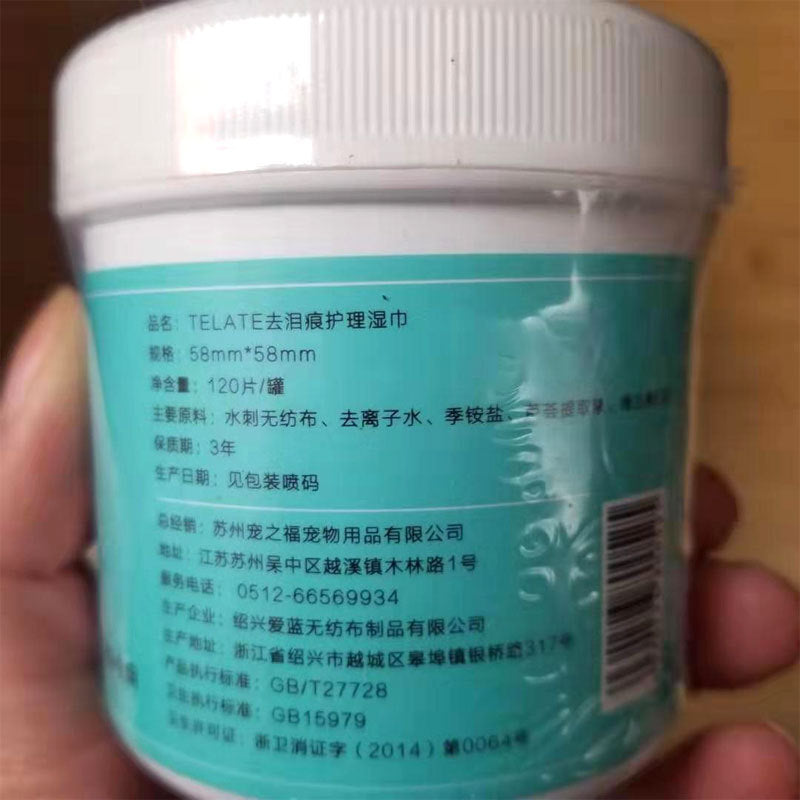 品名：TELATE去泪痕护理湿巾
规格：58mm*58mm
净含量：120片/罐
主要原料：水刺无纺布、去离子水、季铵盐、芦荟提取液、
保质期：3年
生产日期：见包装喷码
总经销：苏州宠之福宠物用品有限公司
地址：江苏苏州吴中区越溪镇木林路1号
服务电话：0512-66569934
生产企业：绍兴爱蓝无纺布制品有限公司
生产地址：浙江省绍兴市越城区皋埠镇银桥路317号
产品执行标准：GB/T27728
卫生执行标准：GB15979
卫生许可证：浙卫消证字（2014）第0064号